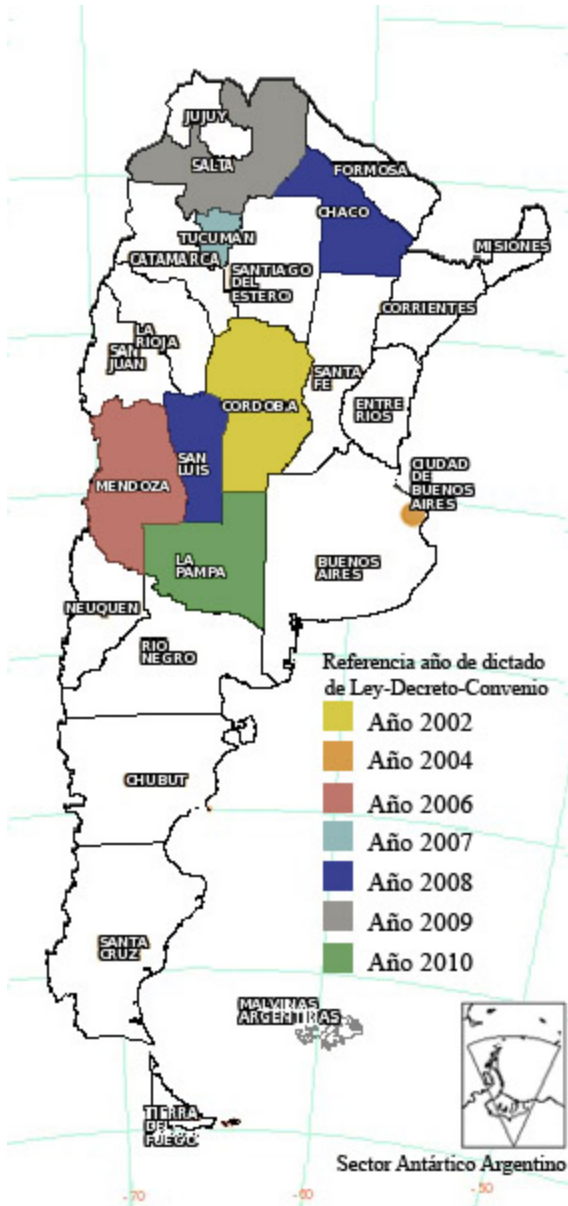 JUJUY
SALTA
FORMOSA
CHACO
TUCUMAN
CATAMARCA
SANTIAGO
DEL
ESTERO
MISIONES
CORRIENTES
LA
RIOJA
SAN
JUAN
SANTA
FE
CORDOBA
ENTRE
RIOS
SAN
LUIS
MENDOZA
CIUDAD
DE
BUENOS
AIRES
LA
PAMPA
BUENOS
AIRES
NEUQUEN
RIO
NEGRO
Referencia año de dictado
de Ley-Decreto-Convenio
Año 2002
Año 2004
Año 2006
Año 2007
Año 2008
Año 2009
Año 2010
CHUBUT
SANTA
CRUZ
MALVINAS
ARGENTINAS
TIERRA
DEL
FUEGO
Sector Antártico Argentino
-70
-60
-50